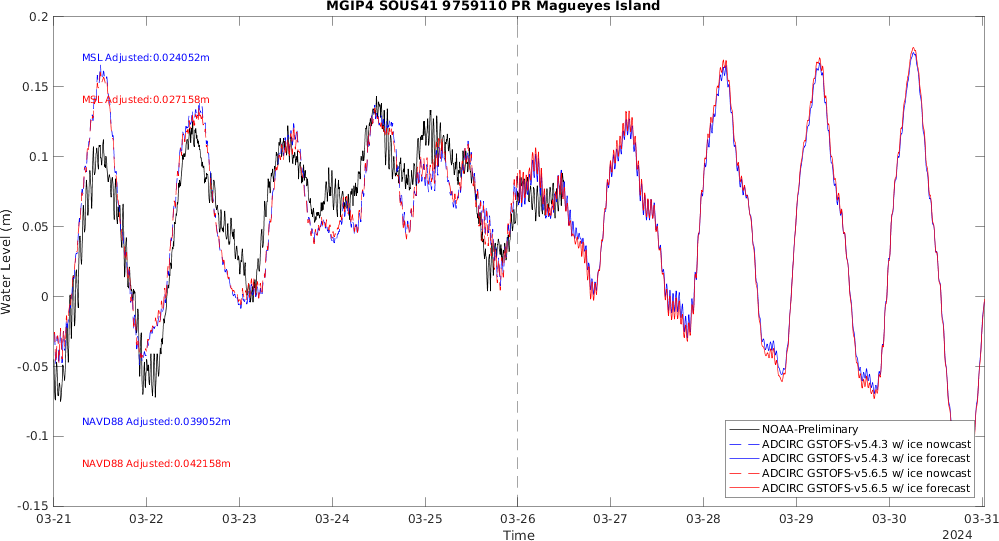 MGIP4 SOUS41 9759110 PR Magueyes Island
0.2
0.15
0.1
0.05
0
-0.05
-0.1
-0.15
Water Level (m)
MSL Adjusted:0.024052m
MSL Adjusted:0.027158m
NAVD88 Adjusted:0.039052m
NAVD88 Adjusted:0.042158m
NOAA-Preliminary
ADCIRC GSTOFS-v5.4.3 w/ ice nowcast
ADCIRC GSTOFS-v5.4.3 w/ ice forecast
ADCIRC GSTOFS-v5.6.5 w/ ice nowcast
ADCIRC GSTOFS-v5.6.5 w/ ice forecast
03-21 03-22 03-23 03-24 03-25 03-26 03-27 03-28 03-29 03-30 03-31
Time
2024